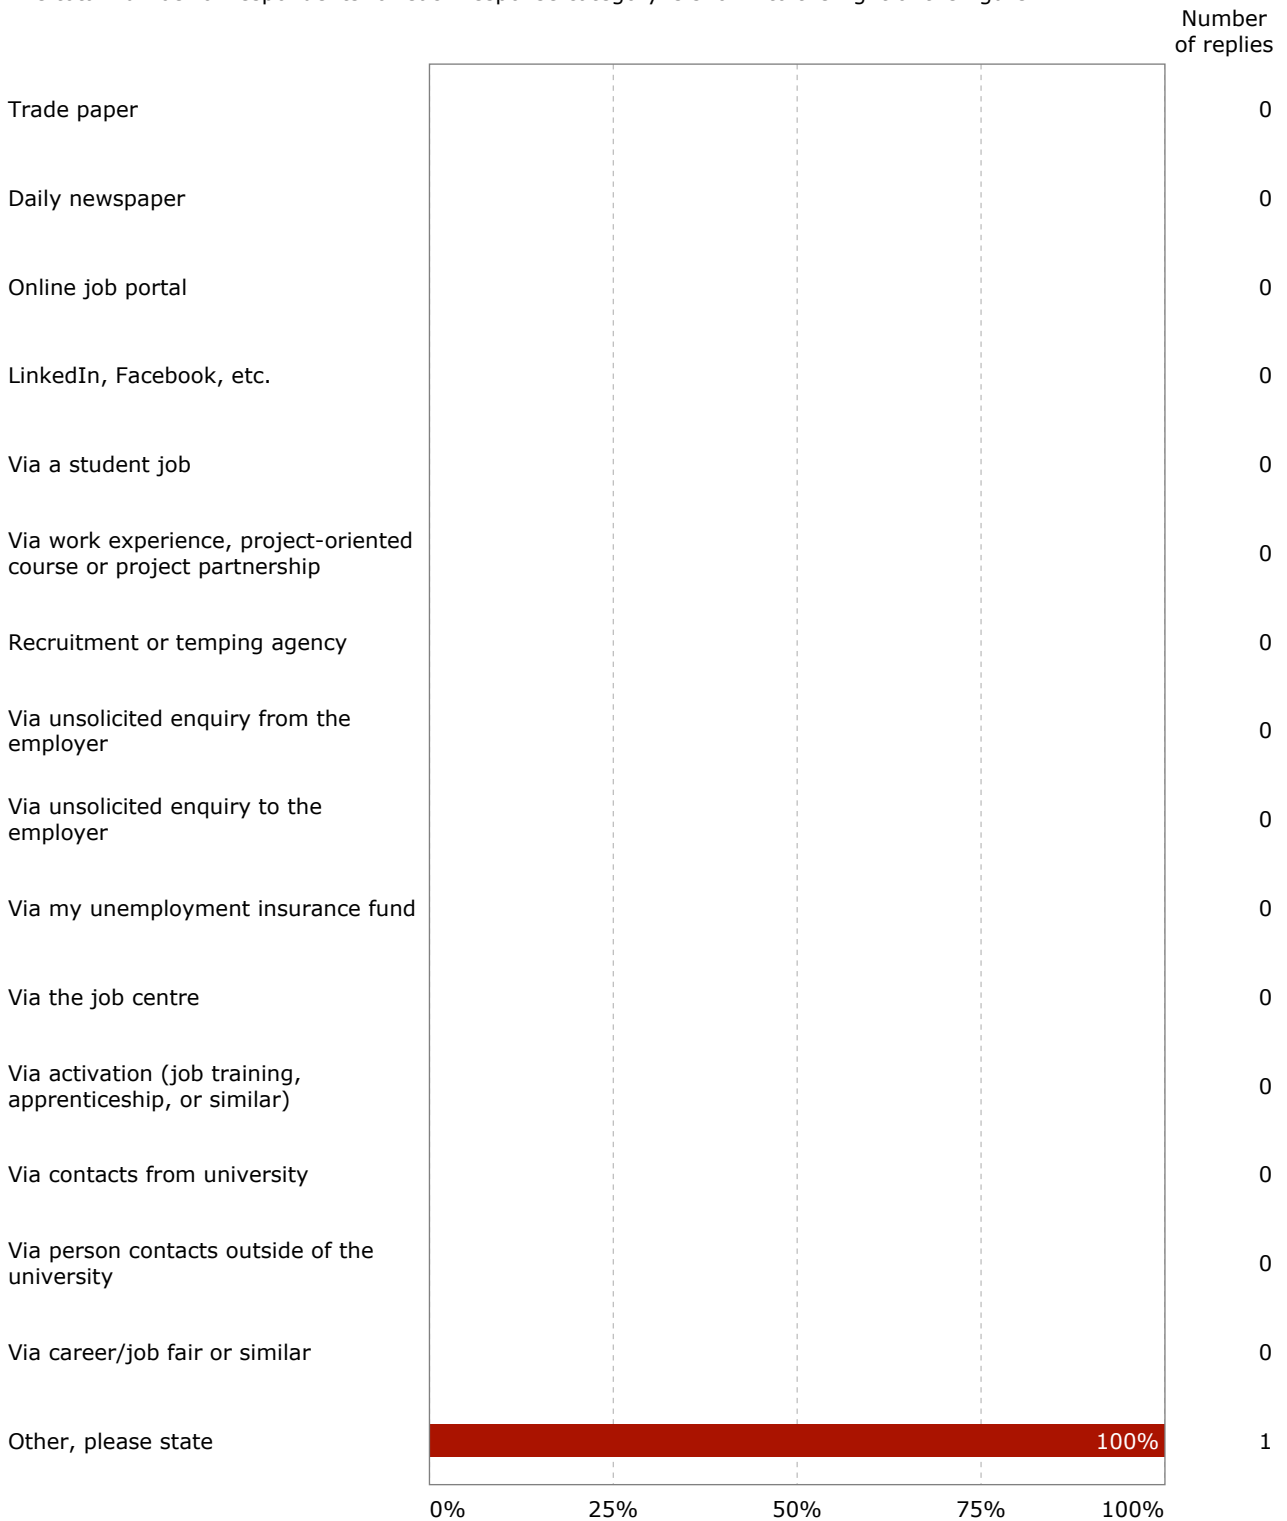 Number
of replies
Trade paper 0
Daily newspaper 0
Online job portal 0
LinkedIn, Facebook, etc. 0
Via a student job 0
Via work experience, project-oriented
course or project partnership 0
Recruitment or temping agency 0
Via unsolicited enquiry from the
employer 0
Via unsolicited enquiry to the
employer 0
Via my unemployment insurance fund 0
Via the job centre 0
Via activation (job training,
apprenticeship, or similar) 0
Via contacts from university 0
Via person contacts outside of the
university 0
Via career/job fair or similar 0
Other, please state 100% 1
0% 25% 50% 75% 100%